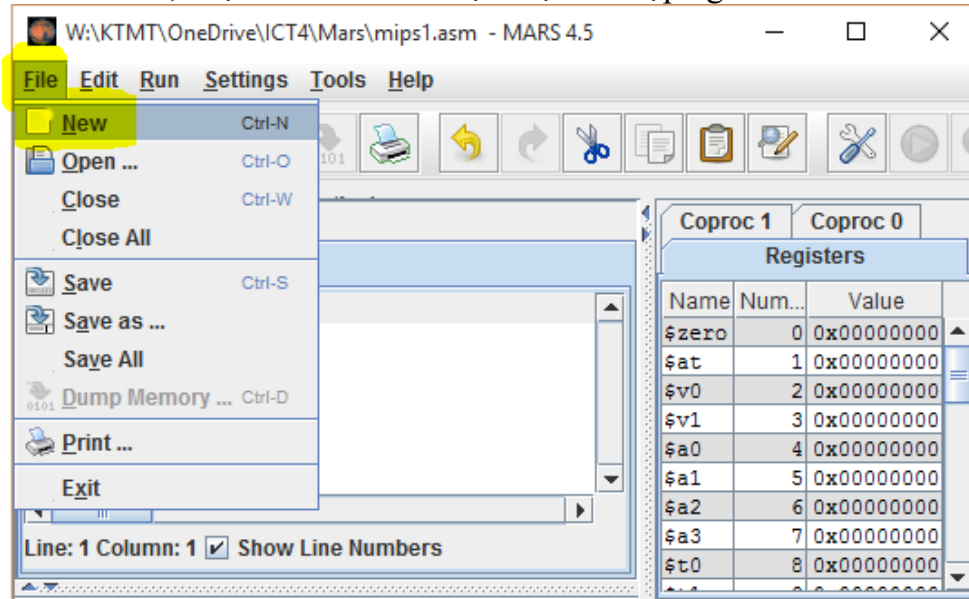 W:\KTMT\OneDrive\ICT4\Mars\mips1.asm - MARS 4.5
File Edit Run Settings Tools Help
New Ctrl-N
Open ... Ctrl-O
Close Ctrl-W
Close All
Save Ctrl-S
Save as ...
Save All
Dump Memory ... Ctrl-D
Print ...
Exit
Line: 1 Column: 1 Show Line Numbers
Coproc 1 Coproc 0
Registers
Name Num... Value
$zero 0 0x00000000
$at 1 0x00000000
$v0 2 0x00000000
$v1 3 0x00000000
$a0 4 0x00000000
$a1 5 0x00000000
$a2 6 0x00000000
$a3 7 0x00000000
$t0 8 0x00000000